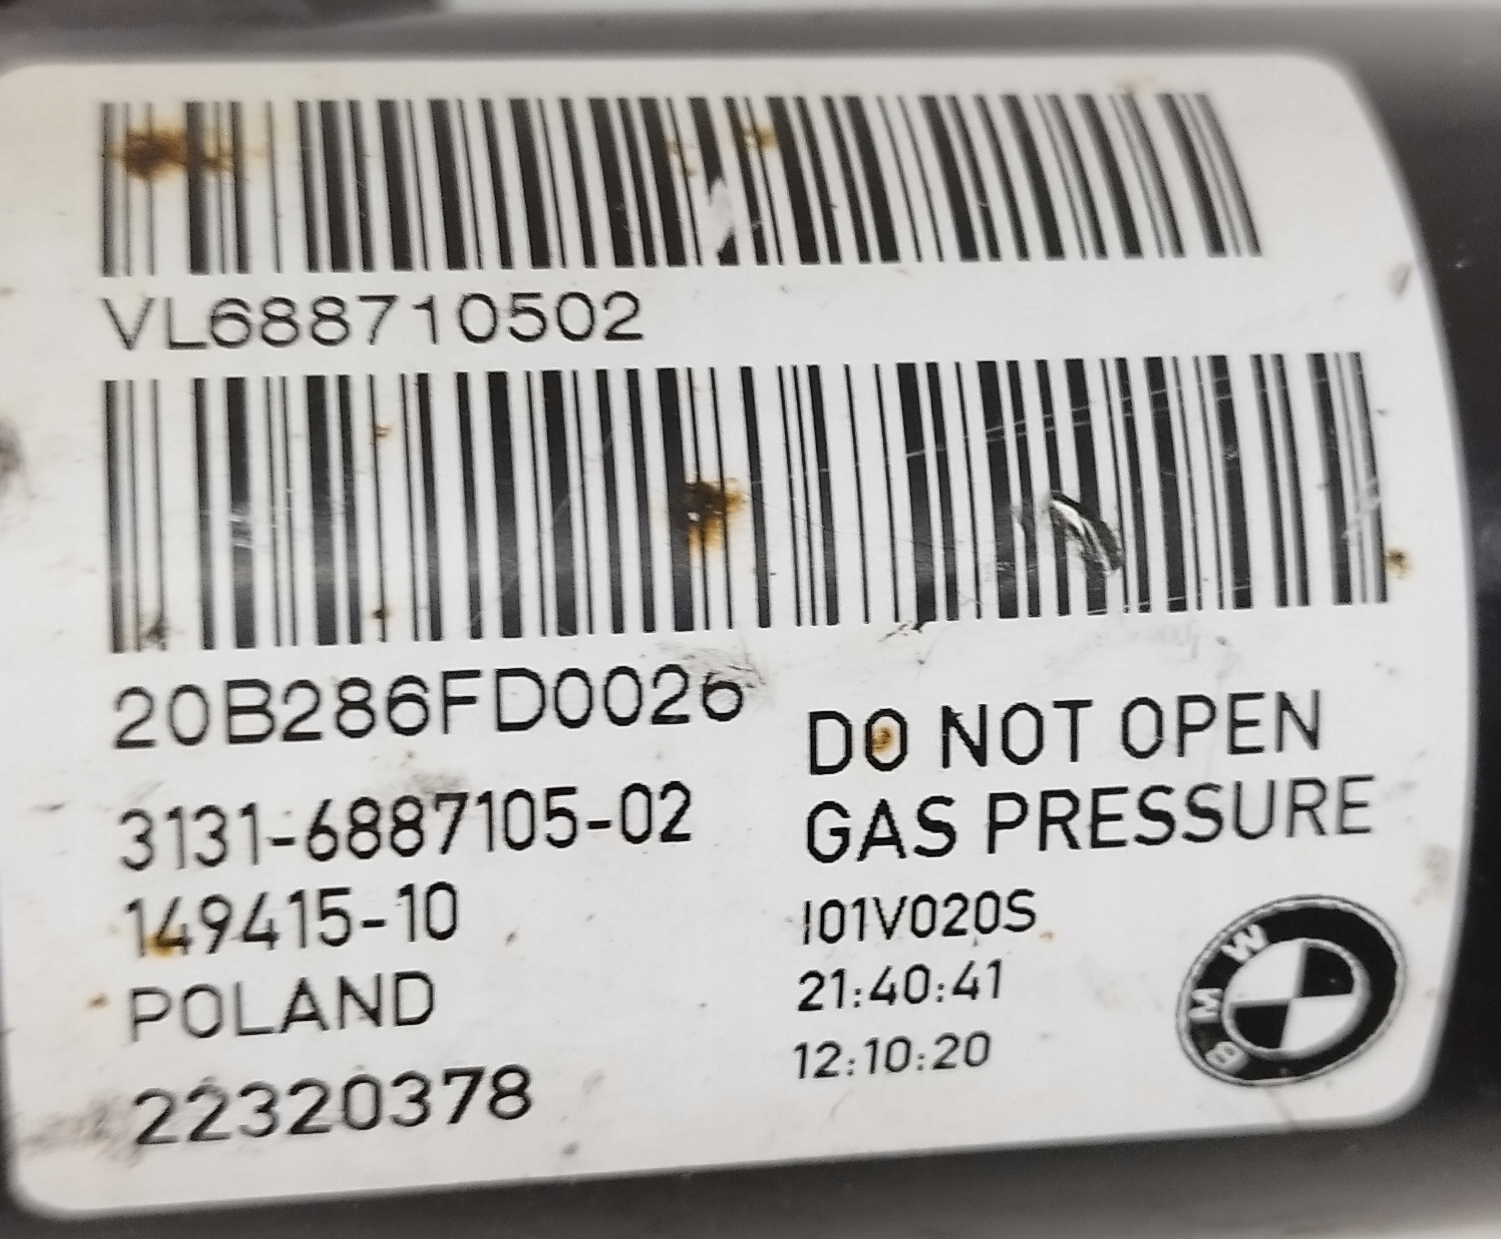 VL688710502
20B286FD0026
3131-6887105-02
149415-10
POLAND
22320378
DO NOT OPEN
GAS PRESSURE
I01V020S
21:40:41
12:10:20
BMW